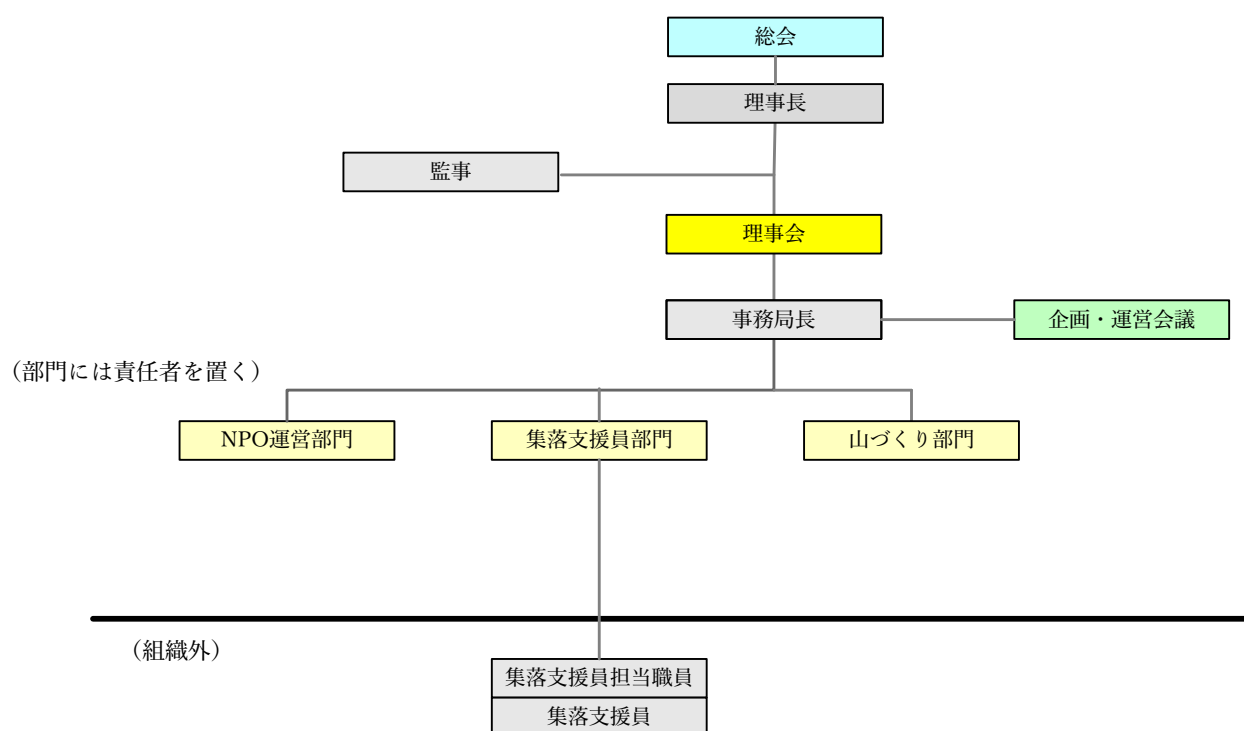 総会
理事長
監事
理事会
事務局長
企画・運営会議
（部門には責任者を置く）
NPO運営部門
集落支援員部門
山づくり部門
（組織外）
集落支援員担当職員
集落支援員